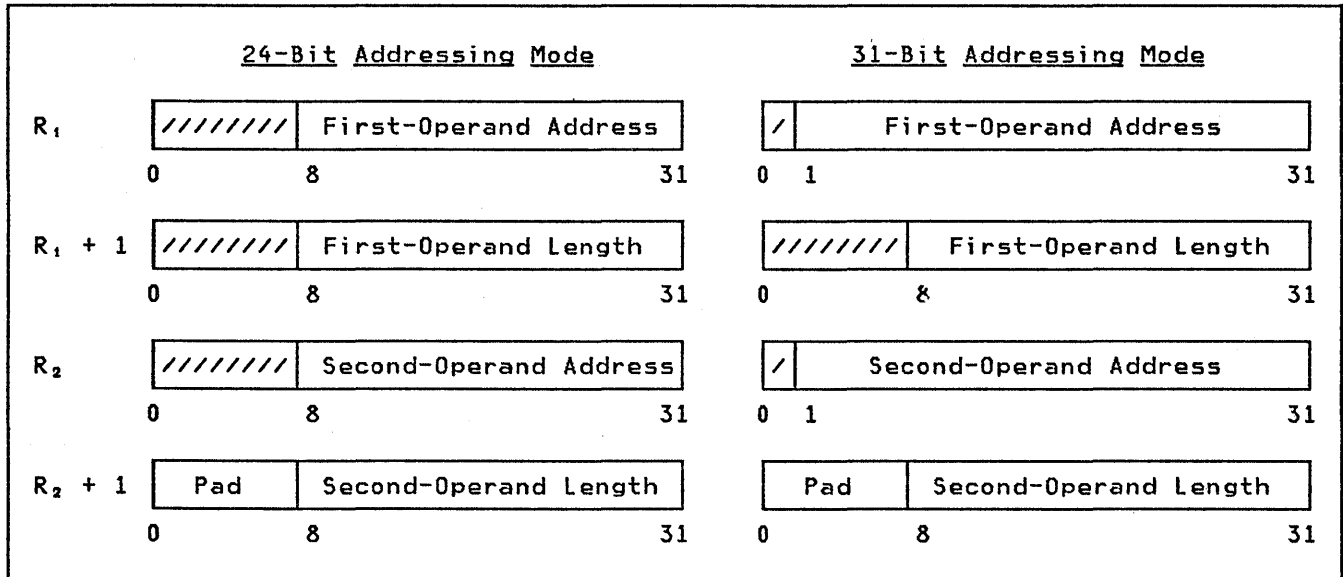 24-Bit Addressing Mode 31-Bit Addressing Mode
R₁ //////// First-Operand Address / First-Operand Address
0 8 31 0 1 31
R₁ + 1 //////// First-Operand Length //////// First-Operand Length
0 8 31 0 8 31
R₂ //////// Second-Operand Address / Second-Operand Address
0 8 31 0 1 31
R₂ + 1 Pad Second-Operand Length Pad Second-Operand Length
0 8 31 0 8 31